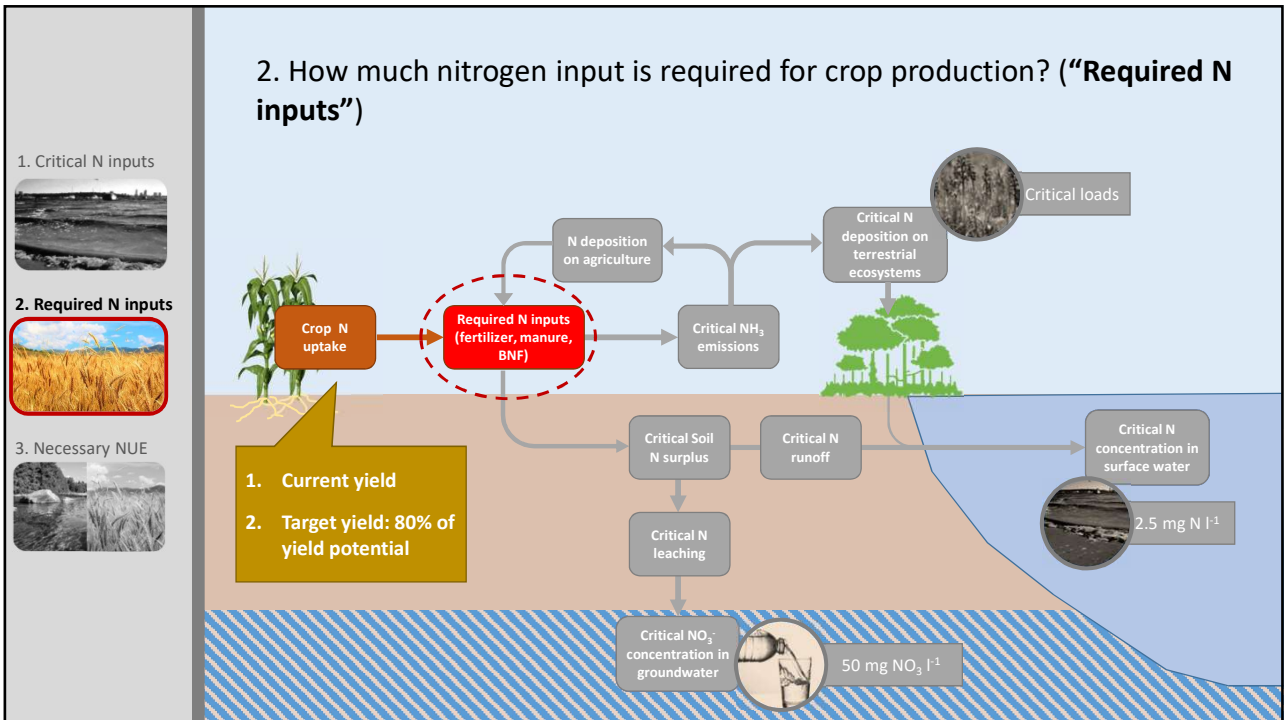 2. How much nitrogen input is required for crop production? (“Required N
inputs”)
1. Critical N inputs
2. Required N inputs
3. Necessary NUE
Critical loads
Critical N
deposition on
terrestrial
ecosystems
N deposition
on agriculture
Crop N
uptake
Required N inputs
(fertilizer, manure,
BNF)
Critical NH₃
emissions
1. Current yield
2. Target yield: 80% of
yield potential
Critical Soil
N surplus
Critical N
runoff
Critical N
concentration in
surface water
2.5 mg N l⁻¹
Critical N
leaching
Critical NO₃⁻
concentration in
groundwater
50 mg NO₃ l⁻¹